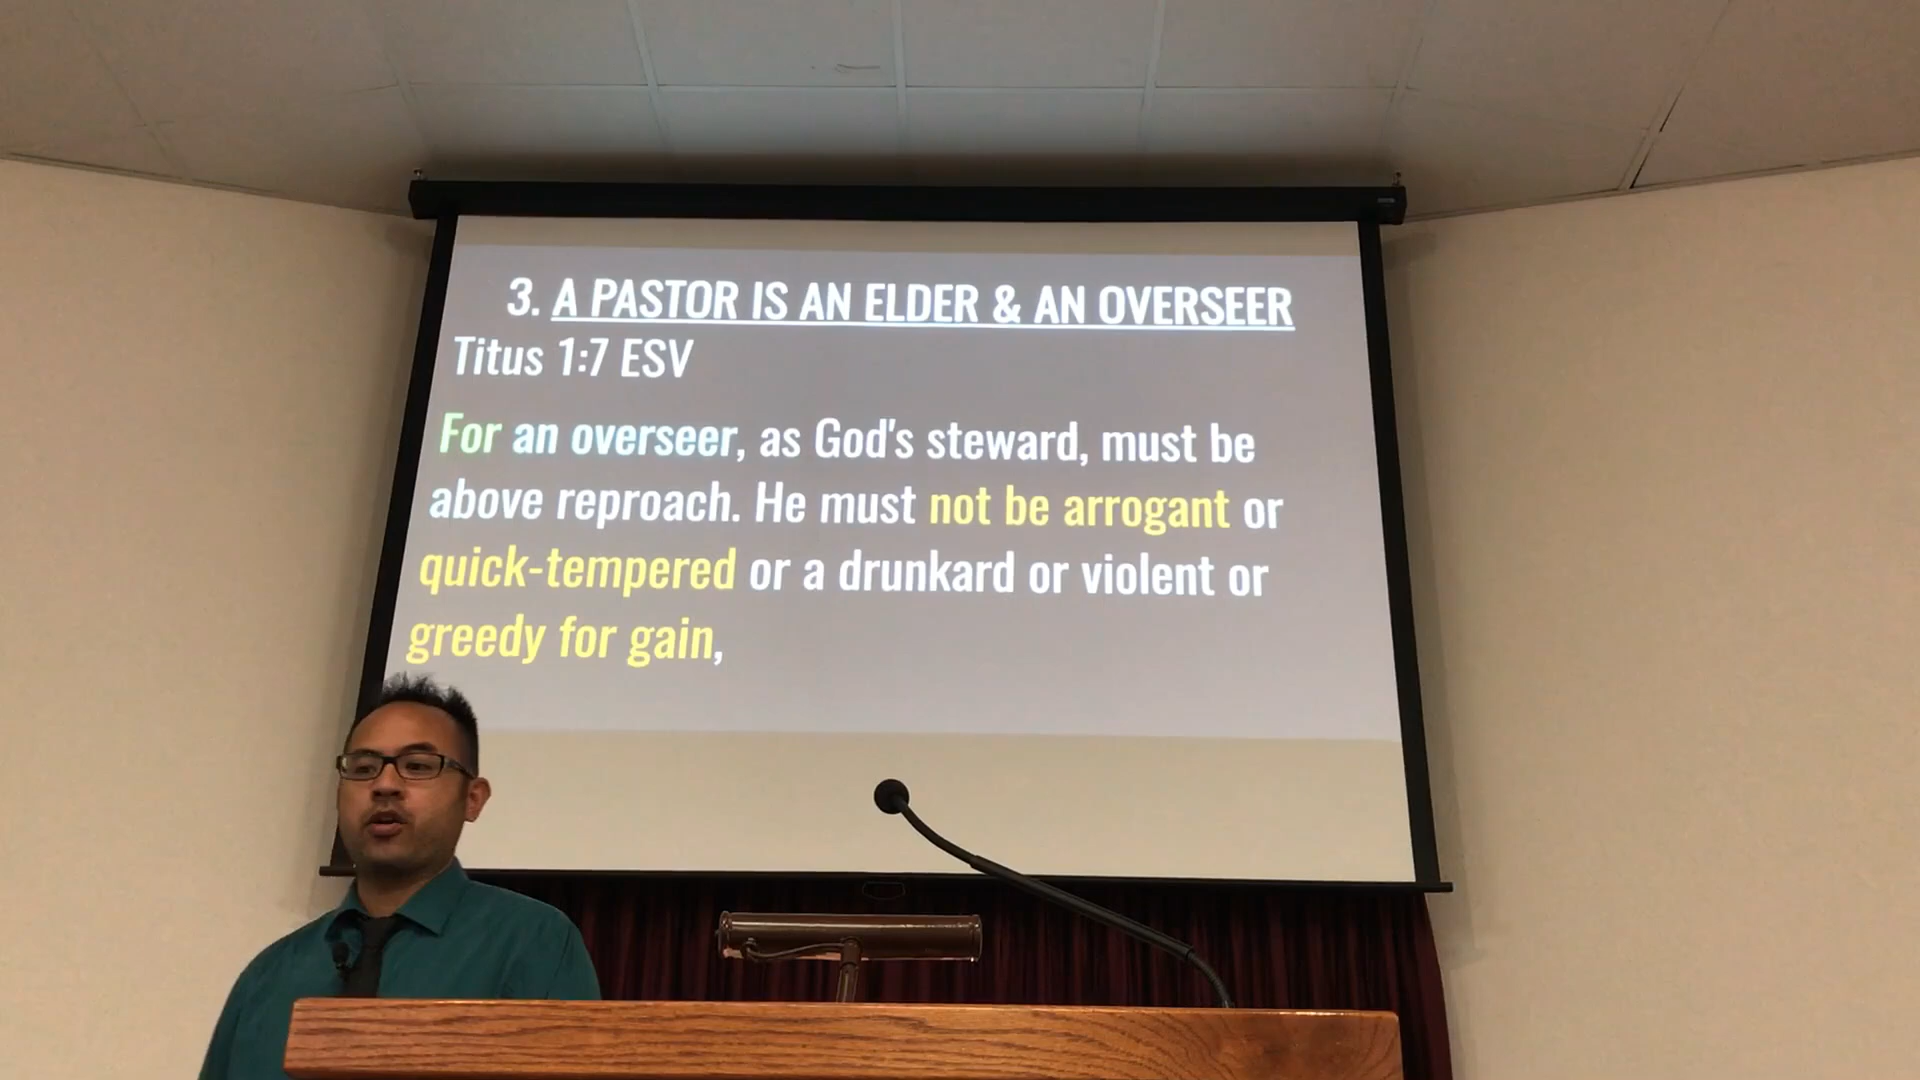 3. A PASTOR IS AN ELDER & AN OVERSEER
Titus 1:7 ESV
For an overseer, as God's steward, must be
above reproach. He must not be arrogant or
quick-tempered or a drunkard or violent or
greedy for gain,